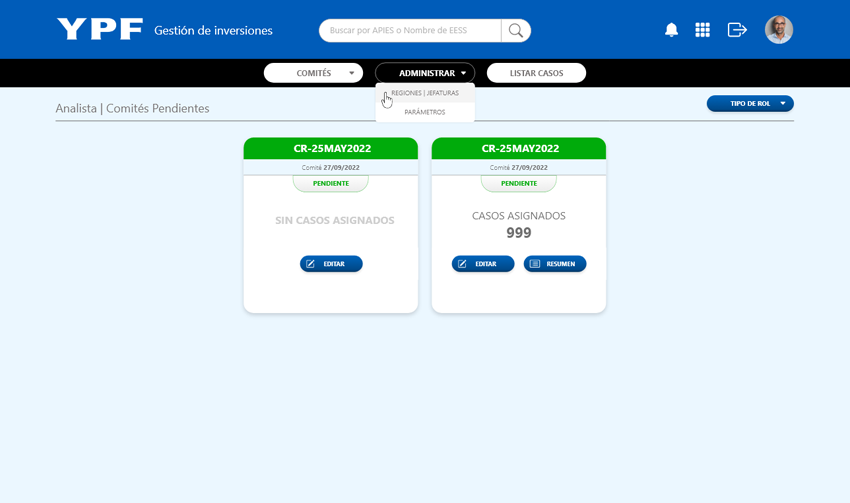 YPF Gestión de inversiones
Buscar por APIES o Nombre de EESS
COMITÉS
ADMINISTRAR
LISTAR CASOS
REGIONES | JEFATURAS
PARÁMETROS
Analista | Comités Pendientes
TIPO DE ROL
CR-25MAY2022
Comité 27/09/2022
PENDIENTE
SIN CASOS ASIGNADOS
EDITAR
CR-25MAY2022
Comité 27/09/2022
PENDIENTE
CASOS ASIGNADOS
999
EDITAR
RESUMEN